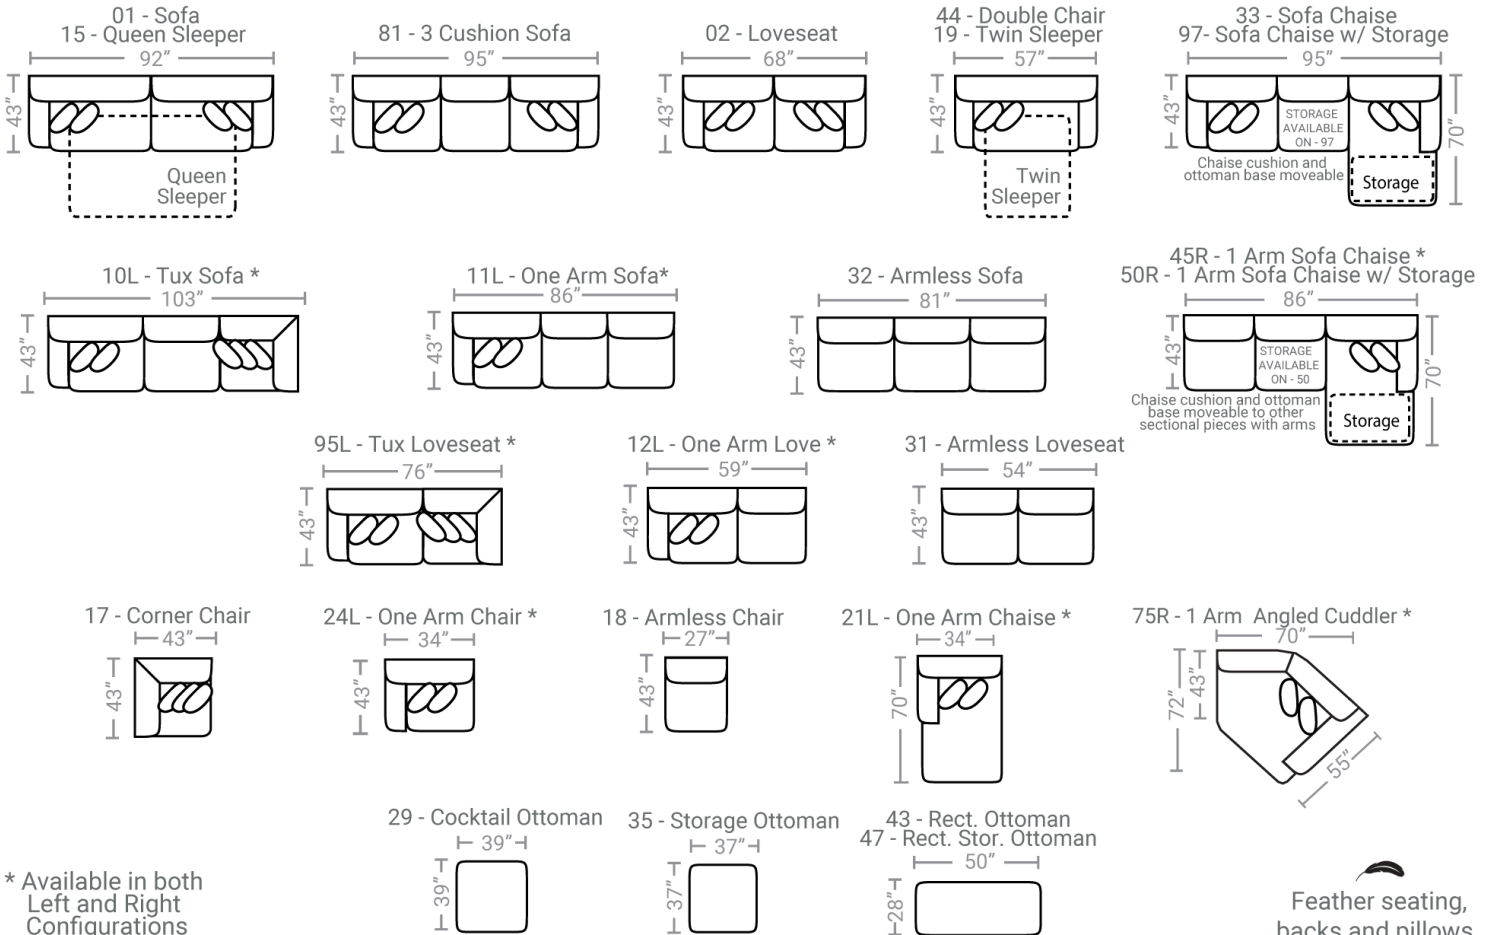 01 - Sofa
15 - Queen Sleeper
92”
43”
Queen
Sleeper
81 - 3 Cushion Sofa
95”
43”
02 - Loveseat
68”
43”
44 - Double Chair
19 - Twin Sleeper
57”
43”
Twin
Sleeper
33 - Sofa Chaise
97- Sofa Chaise w/ Storage
95”
43”
STORAGE
AVAILABLE
ON - 97
70”
Chaise cushion and
ottoman base moveable
Storage
10L - Tux Sofa *
103”
43”
11L - One Arm Sofa*
86”
43”
32 - Armless Sofa
81”
43”
45R - 1 Arm Sofa Chaise *
50R - 1 Arm Sofa Chaise w/ Storage
86”
43”
STORAGE
AVAILABLE
ON - 50
70”
Chaise cushion and ottoman
base moveable to other
sectional pieces with arms
Storage
95L - Tux Loveseat *
76”
43”
12L - One Arm Love *
59”
43”
31 - Armless Loveseat
54”
43”
17 - Corner Chair
43”
43”
24L - One Arm Chair *
34”
43”
18 - Armless Chair
27”
43”
21L - One Arm Chaise *
34”
70”
75R - 1 Arm Angled Cuddler *
70”
43”
72”
55”
29 - Cocktail Ottoman
39”
39”
35 - Storage Ottoman
37”
37”
43 - Rect. Ottoman
47 - Rect. Stor. Ottoman
50”
28”
* Available in both
Left and Right
Configurations
Feather seating,
backs and pillows